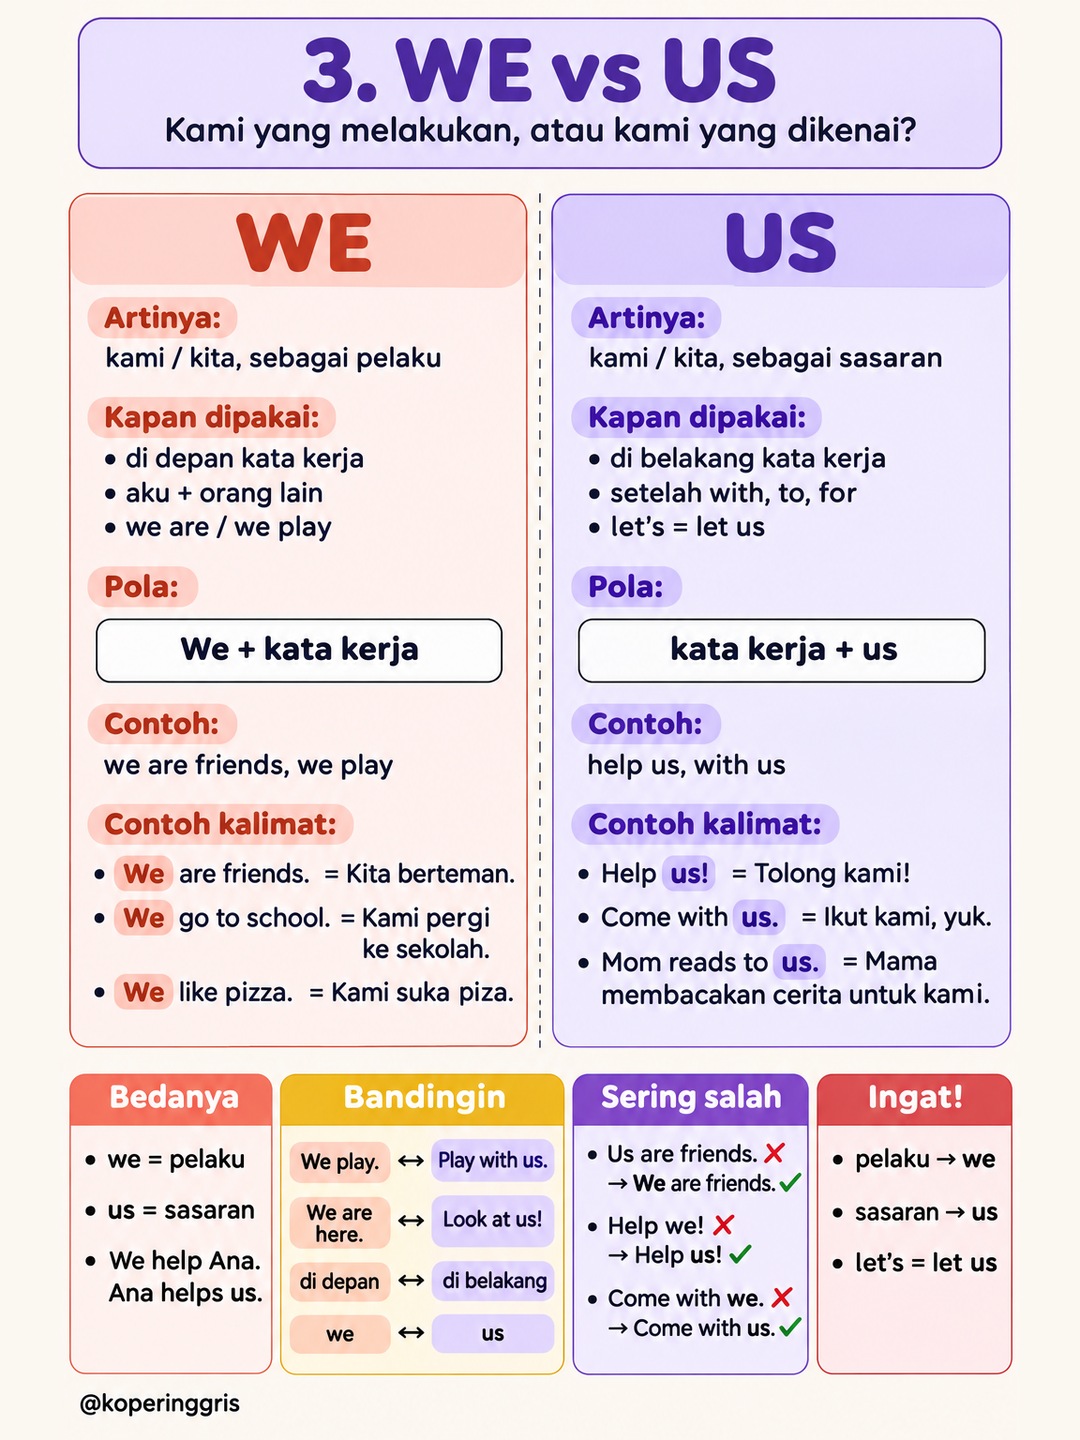 3. WE vs US
Kami yang melakukan, atau kami yang dikenai?
WE
Artinya:
kami / kita, sebagai pelaku
Kapan dipakai:
• di depan kata kerja
• aku + orang lain
• we are / we play
Pola:
We + kata kerja
Contoh:
we are friends, we play
Contoh kalimat:
• We are friends. = Kita berteman.
• We go to school. = Kami pergi
ke sekolah.
• We like pizza. = Kami suka piza.
US
Artinya:
kami / kita, sebagai sasaran
Kapan dipakai:
• di belakang kata kerja
• setelah with, to, for
• let's = let us
Pola:
kata kerja + us
Contoh:
help us, with us
Contoh kalimat:
• Help us! = Tolong kami!
• Come with us. = Ikut kami, yuk.
• Mom reads to us. = Mama
membacakan cerita untuk kami.
Bedanya
• we = pelaku
• us = sasaran
• We help Ana.
Ana helps us.
Bandingin
We play. ↔ Play with us.
We are
here. ↔ Look at us!
di depan ↔ di belakang
we ↔ us
Sering salah
• Us are friends. ❌
→ We are friends. ✓
• Help we! ❌
→ Help us! ✓
• Come with we. ❌
→ Come with us. ✓
Ingat!
• pelaku → we
• sasaran → us
• let's = let us
@koperinggris